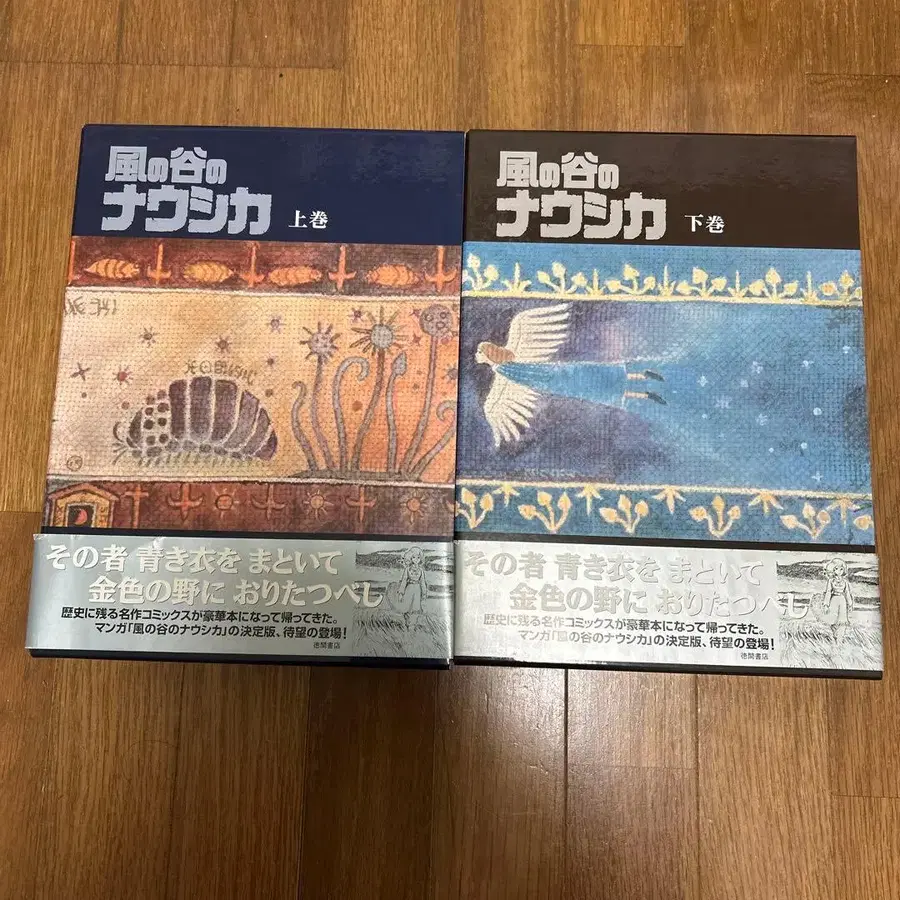 風の谷の
ナウシカ 上巻
その者 青き衣を まといて
金色の野に おりたつべし
歴史に残る名作コミックスが豪華本になって帰ってきた。
マンガ「風の谷のナウシカ」の決定版、待望の登場!
徳間書店
風の谷の
ナウシカ 下巻
その者 青き衣を まといて
金色の野に おりたつべし
歴史に残る名作コミックスが豪華本になって帰ってきた。
マンガ「風の谷のナウシカ」の決定版、待望の登場!
徳間書店